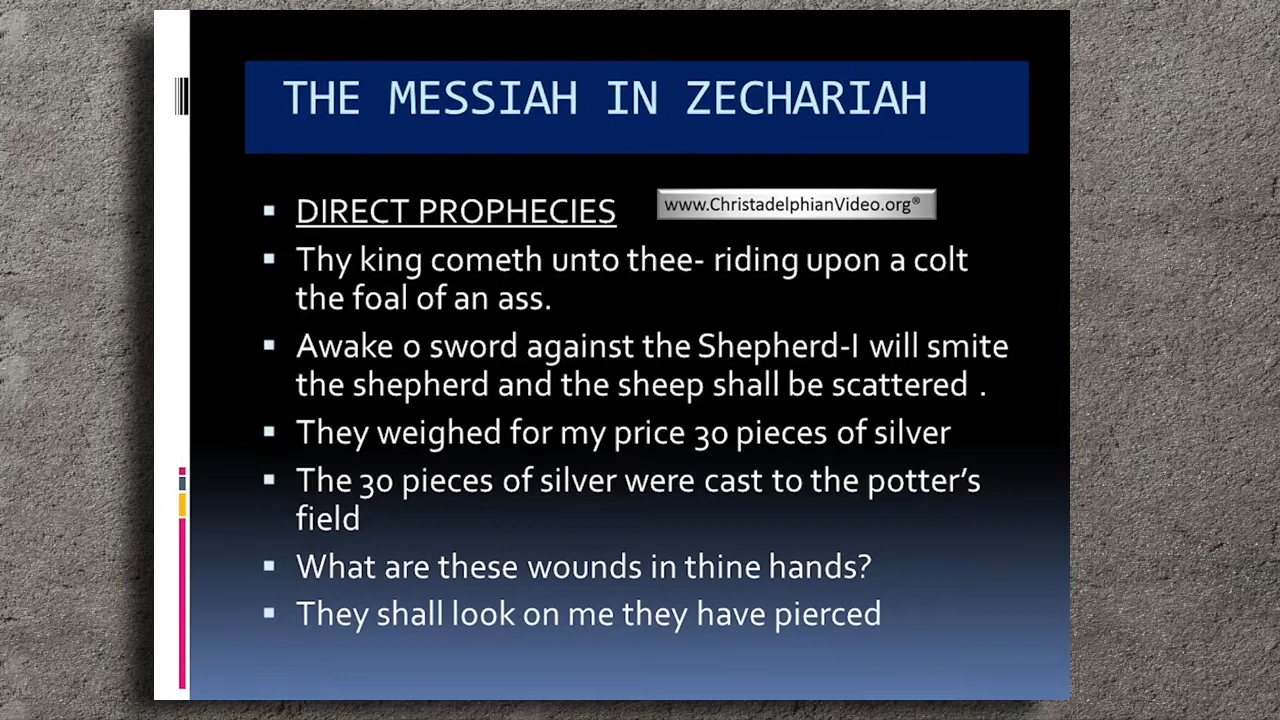 THE MESSIAH IN ZECHARIAH
DIRECT PROPHECIES
www.ChristadelphianVideo.org®
Thy king cometh unto thee- riding upon a colt
the foal of an ass.
Awake o sword against the Shepherd-I will smite
the shepherd and the sheep shall be scattered .
They weighed for my price 30 pieces of silver
The 30 pieces of silver were cast to the potter’s
field
What are these wounds in thine hands?
They shall look on me they have pierced